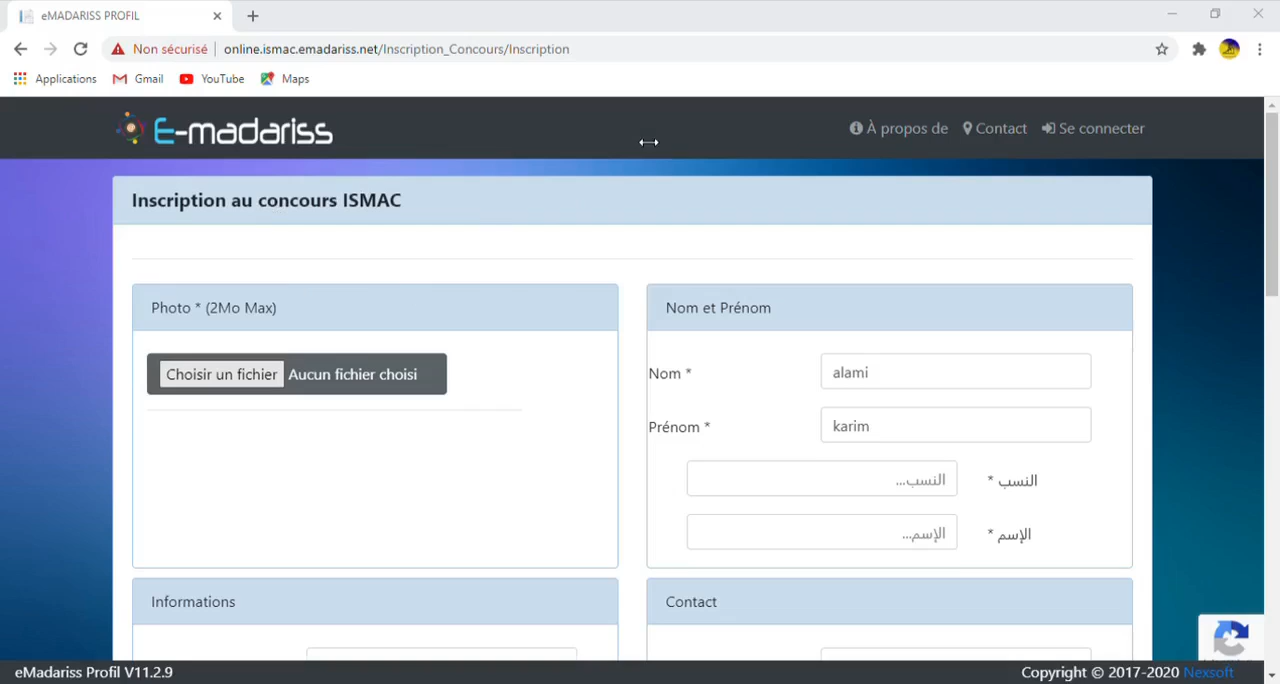 eMADARISS PROFIL
Non sécurisé online.ismac.emadariss.net/Inscription_Concours/Inscription
Applications Gmail YouTube Maps
E-madariss À propos de Contact Se connecter
Inscription au concours ISMAC
Photo * (2Mo Max)
Choisir un fichier Aucun fichier choisi
Nom et Prénom
Nom * alami
Prénom * karim
النسب * النسب...
الإسم * الإسم...
Informations
Contact
eMadariss Profil V11.2.9 Copyright © 2017-2020 Nexsoft